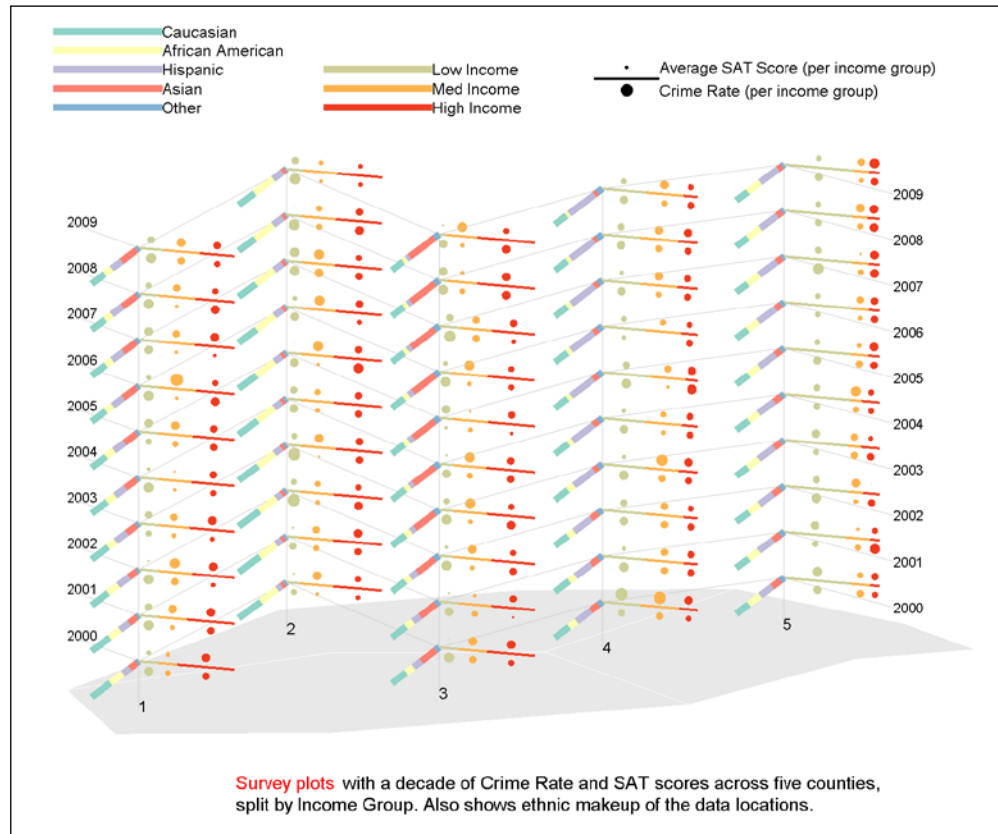 Caucasian
African American
Hispanic
Asian
Other
Low Income
Med Income
High Income
Average SAT Score (per income group)
Crime Rate (per income group)
2009
2008
2007
2006
2005
2004
2003
2002
2001
2000
1
2
3
4
5
2009
2008
2007
2006
2005
2004
2003
2002
2001
2000
Survey plots with a decade of Crime Rate and SAT scores across five counties,
split by Income Group. Also shows ethnic makeup of the data locations.